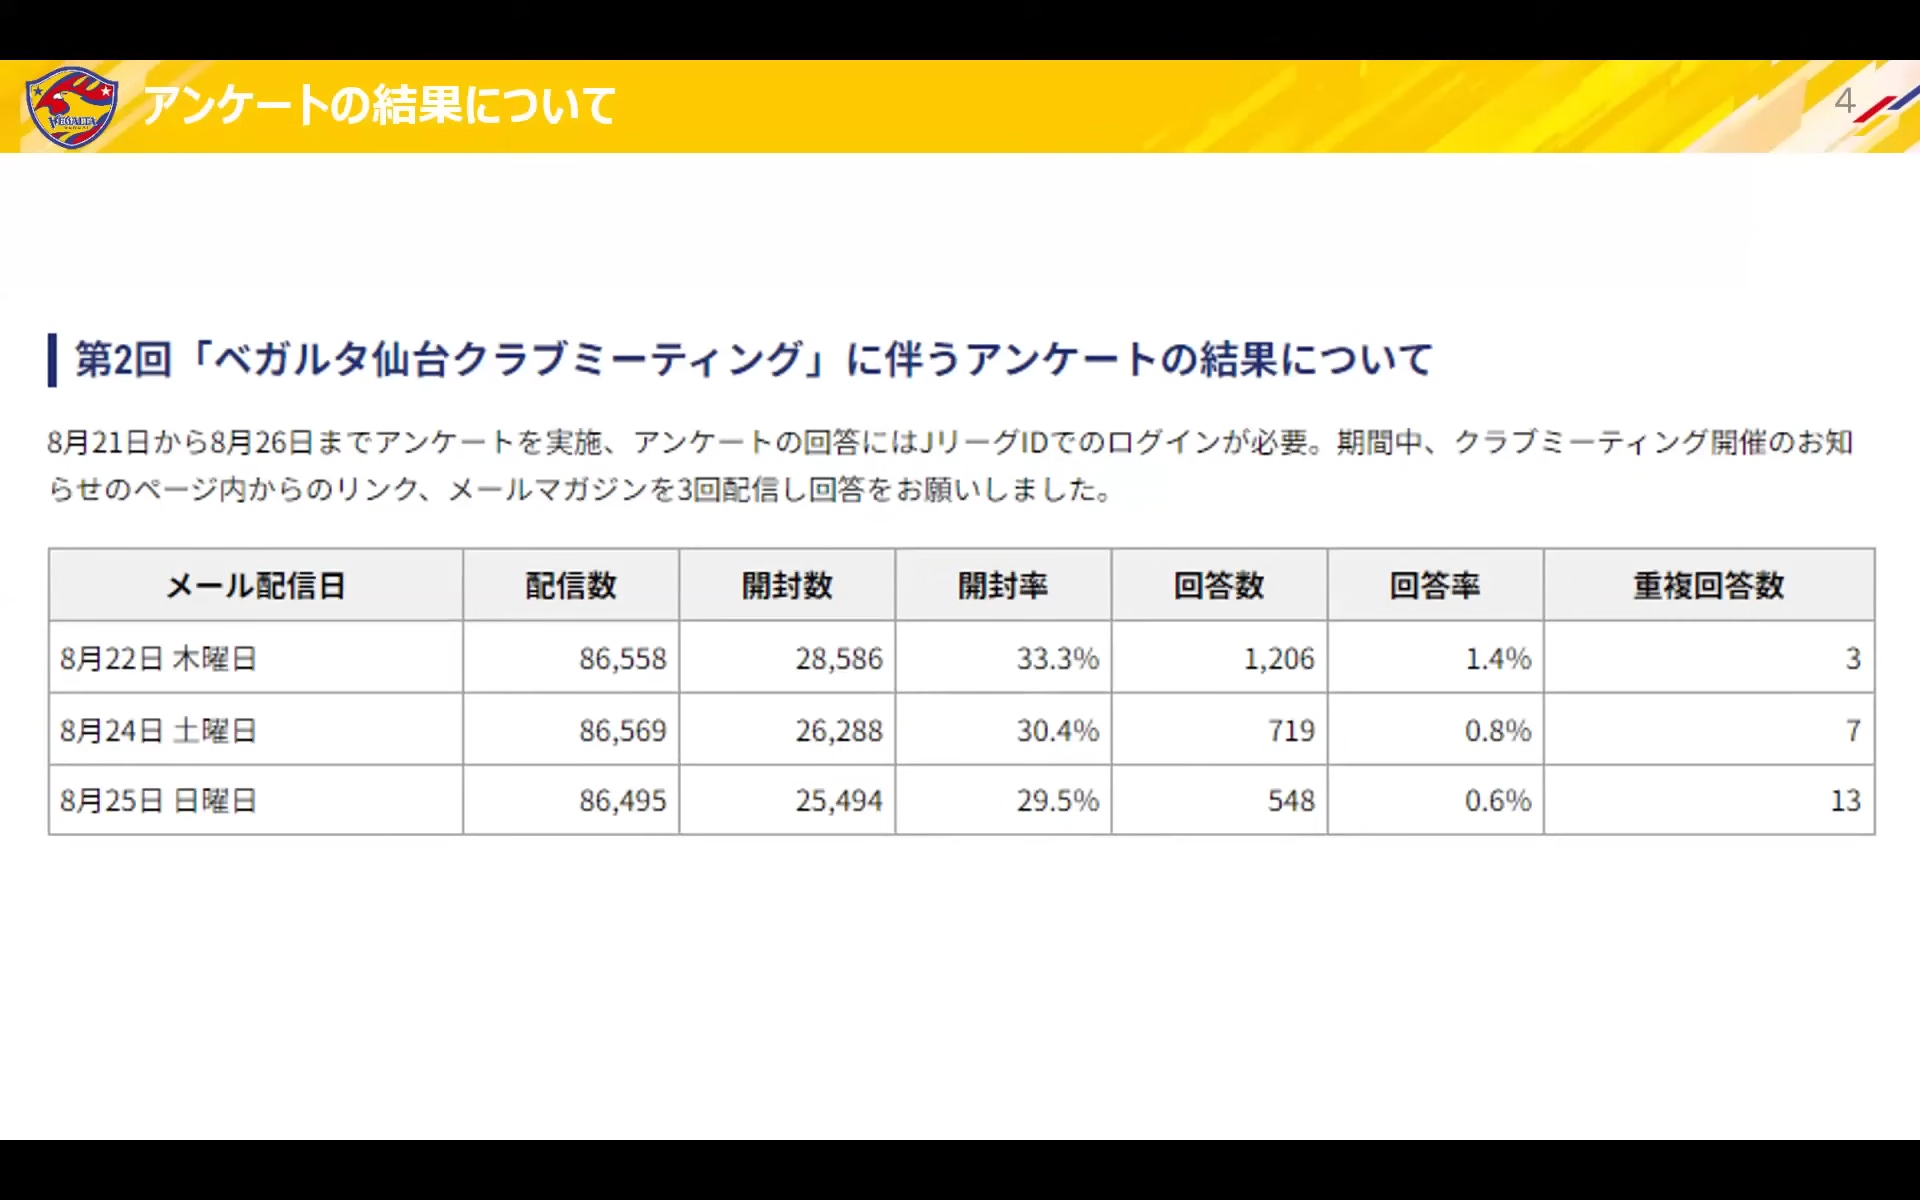 アンケートの結果について
4
VEGALTA
第2回「ベガルタ仙台クラブミーティング」に伴うアンケートの結果について
8月21日から8月26日までアンケートを実施、アンケートの回答にはJリーグIDでのログインが必要。期間中、クラブミーティング開催のお知
らせのページ内からのリンク、メールマガジンを3回配信し回答をお願いしました。
メール配信日 配信数 開封数 開封率 回答数 回答率 重複回答数
8月22日 木曜日 86,558 28,586 33.3% 1,206 1.4% 3
8月24日 土曜日 86,569 26,288 30.4% 719 0.8% 7
8月25日 日曜日 86,495 25,494 29.5% 548 0.6% 13